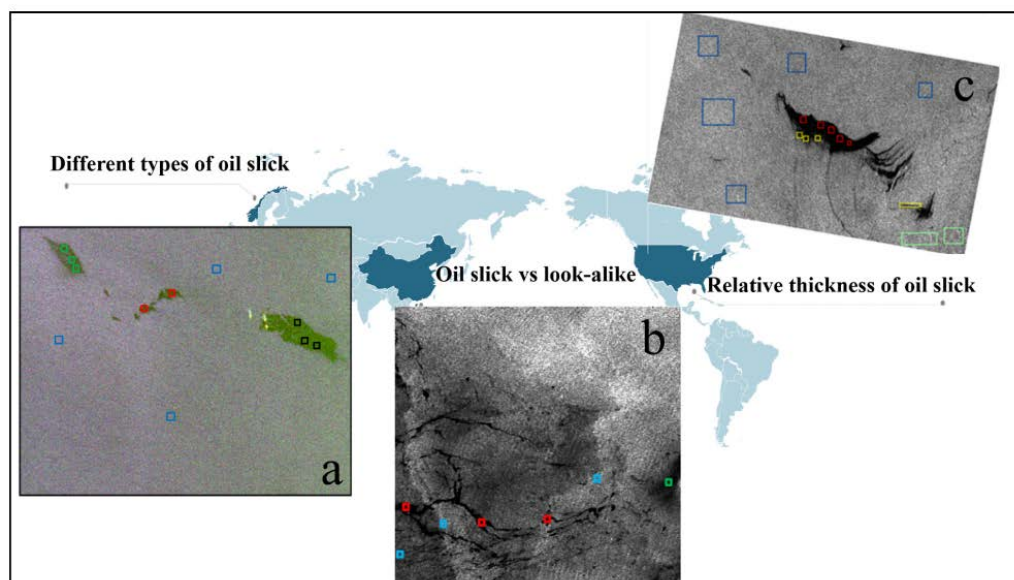 c
Different types of oil slick
Oil slick vs look-alike
Relative thickness of oil slick
b
a